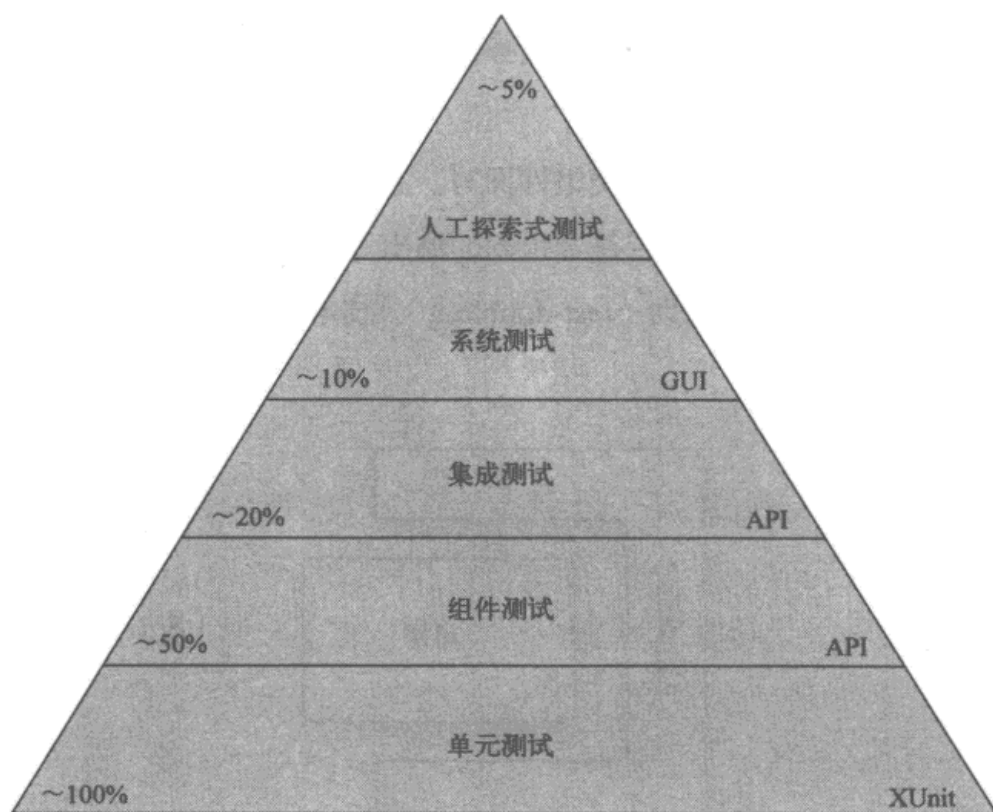 ～5%
人工探索式测试
系统测试
～10% GUI
集成测试
～20% API
组件测试
～50% API
单元测试
～100% XUnit